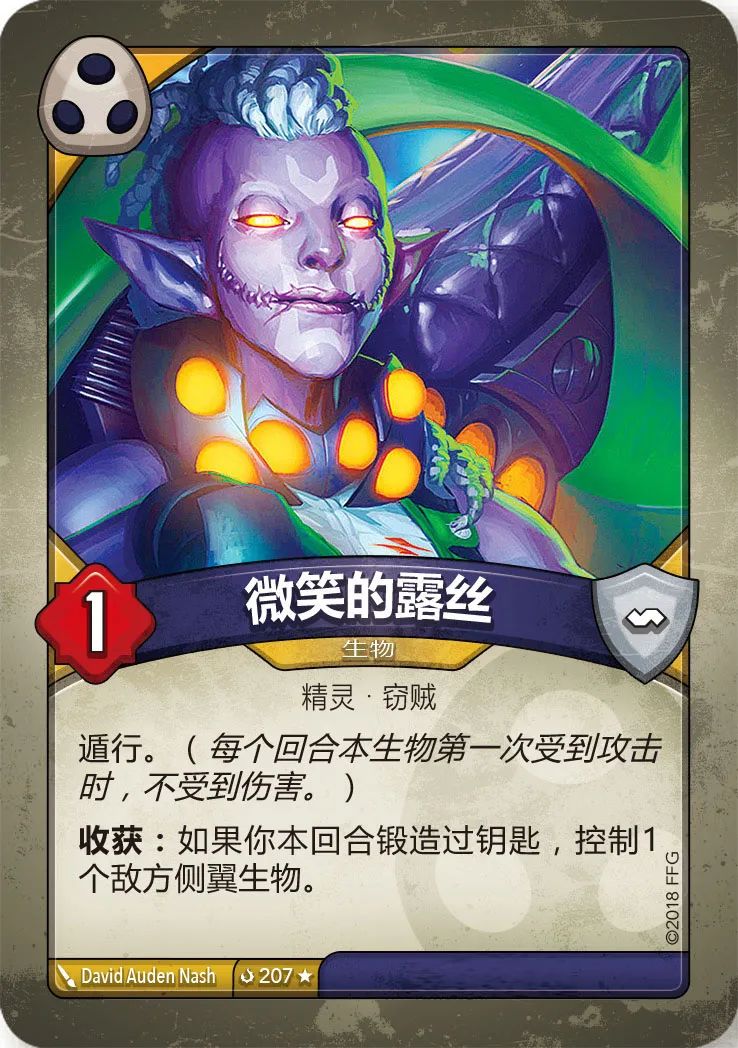 1
微笑的露丝
生物
精灵 · 窃贼
遁行。（每个回合本生物第一次受到攻击
时，不受到伤害。）
收获：如果你本回合锻造过钥匙，控制1
个敌方侧翼生物。
©2018 FFG
David Auden Nash
207